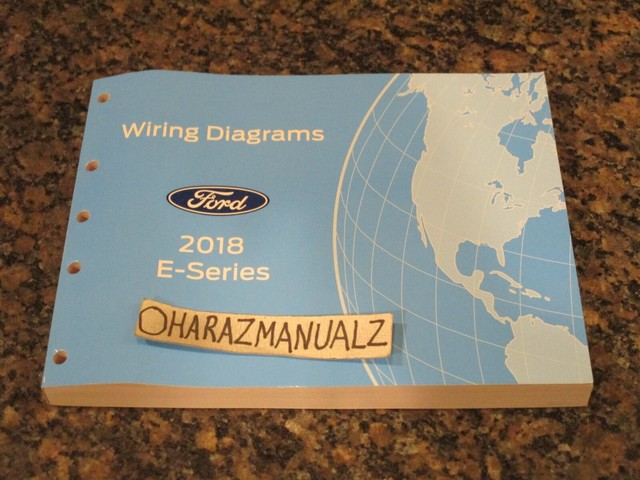 Wiring Diagrams
Ford
2018
E-Series
OHARAZMANUALZ